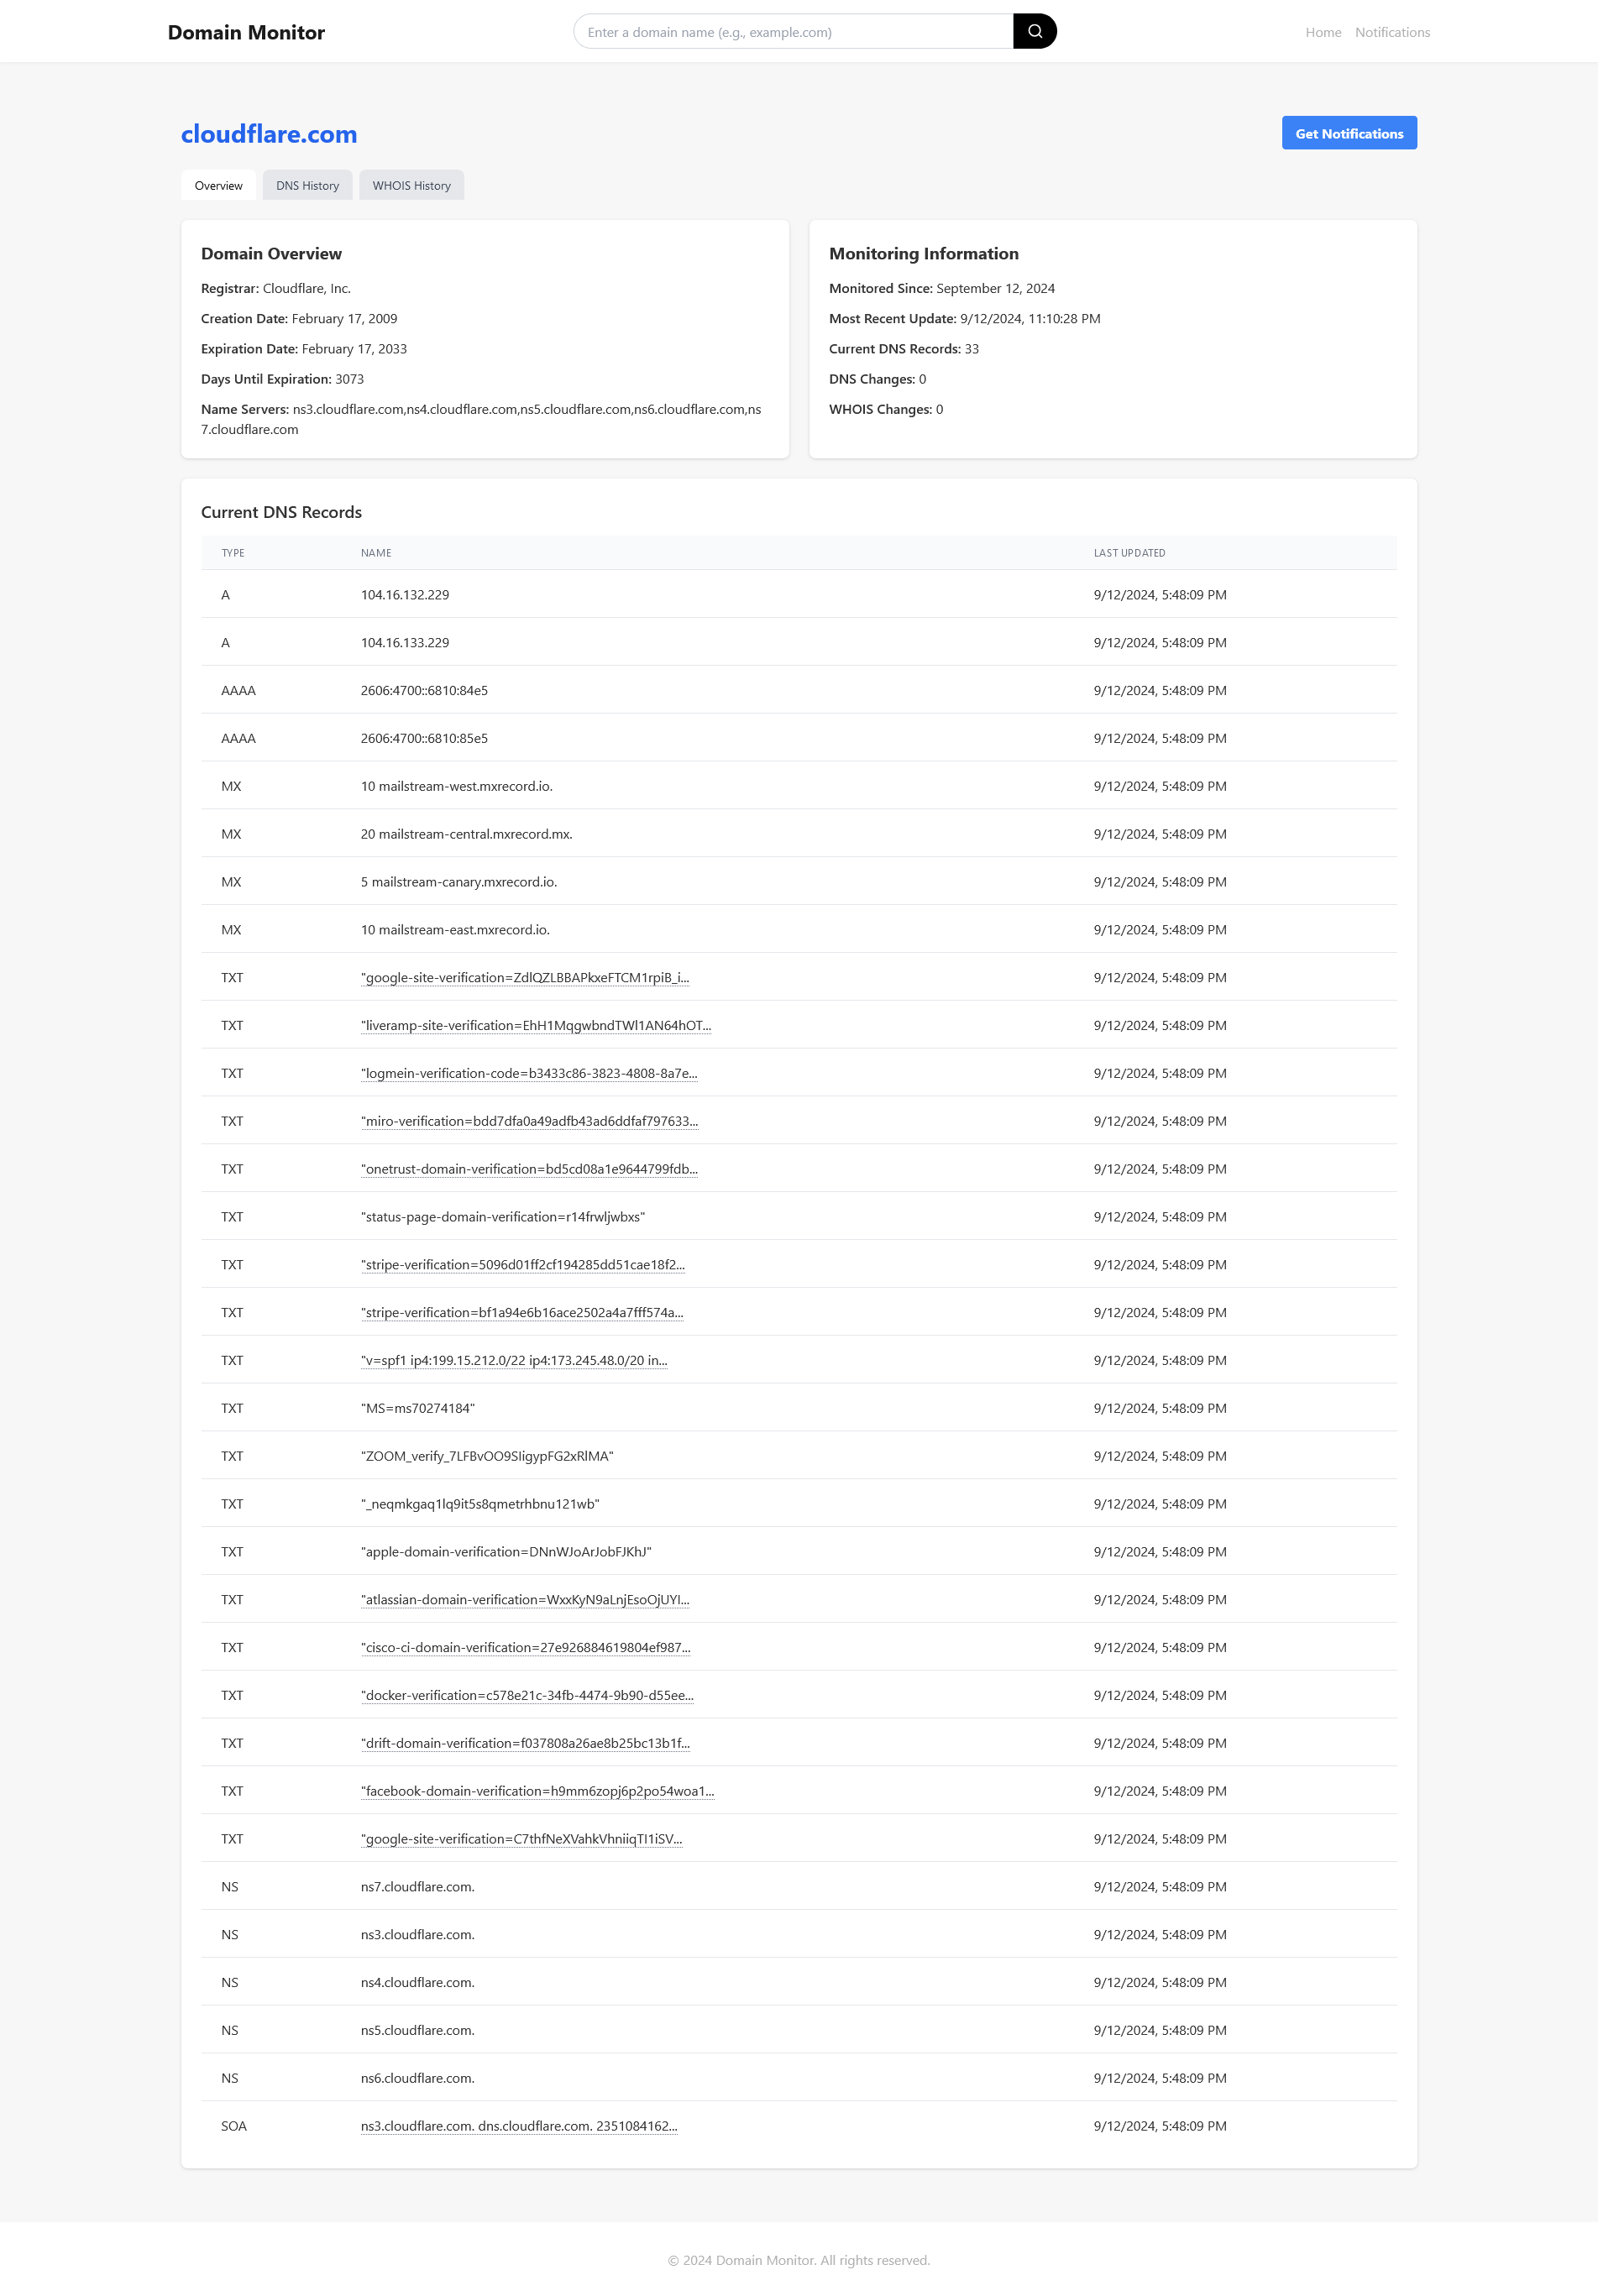 Domain Monitor
Enter a domain name (e.g., example.com)
Home Notifications
cloudflare.com
Get Notifications
Overview DNS History WHOIS History
Domain Overview
Registrar: Cloudflare, Inc.
Creation Date: February 17, 2009
Expiration Date: February 17, 2033
Days Until Expiration: 3073
Name Servers: ns3.cloudflare.com,ns4.cloudflare.com,ns5.cloudflare.com,ns6.cloudflare.com,ns
7.cloudflare.com
Monitoring Information
Monitored Since: September 12, 2024
Most Recent Update: 9/12/2024, 11:10:28 PM
Current DNS Records: 33
DNS Changes: 0
WHOIS Changes: 0
Current DNS Records
TYPE NAME LAST UPDATED
A 104.16.132.229 9/12/2024, 5:48:09 PM
A 104.16.133.229 9/12/2024, 5:48:09 PM
AAAA 2606:4700::6810:84e5 9/12/2024, 5:48:09 PM
AAAA 2606:4700::6810:85e5 9/12/2024, 5:48:09 PM
MX 10 mailstream-west.mxrecord.io. 9/12/2024, 5:48:09 PM
MX 20 mailstream-central.mxrecord.mx. 9/12/2024, 5:48:09 PM
MX 5 mailstream-canary.mxrecord.io. 9/12/2024, 5:48:09 PM
MX 10 mailstream-east.mxrecord.io. 9/12/2024, 5:48:09 PM
TXT "google-site-verification=ZdlQZLBBAPkxeFTCM1rpiB_i... 9/12/2024, 5:48:09 PM
TXT "liveramp-site-verification=EhH1MqgwbndTWl1AN64hOT... 9/12/2024, 5:48:09 PM
TXT "logmein-verification-code=b3433c86-3823-4808-8a7e... 9/12/2024, 5:48:09 PM
TXT "miro-verification=bdd7dfa0a49adfb43ad6ddfaf797633... 9/12/2024, 5:48:09 PM
TXT "onetrust-domain-verification=bd5cd08a1e9644799fdb... 9/12/2024, 5:48:09 PM
TXT "status-page-domain-verification=r14frwljwbxs" 9/12/2024, 5:48:09 PM
TXT "stripe-verification=5096d01ff2cf194285dd51cae18f2... 9/12/2024, 5:48:09 PM
TXT "stripe-verification=bf1a94e6b16ace2502a4a7fff574a... 9/12/2024, 5:48:09 PM
TXT "v=spf1 ip4:199.15.212.0/22 ip4:173.245.48.0/20 in... 9/12/2024, 5:48:09 PM
TXT "MS=ms70274184" 9/12/2024, 5:48:09 PM
TXT "ZOOM_verify_7LFBvOO9SIigypFG2xRlMA" 9/12/2024, 5:48:09 PM
TXT "_neqmkgaq1lq9it5s8qmetrhbnu121wb" 9/12/2024, 5:48:09 PM
TXT "apple-domain-verification=DNnWJoArJobFJKhJ" 9/12/2024, 5:48:09 PM
TXT "atlassian-domain-verification=WxxKyN9aLnjEsoOjUYI... 9/12/2024, 5:48:09 PM
TXT "cisco-ci-domain-verification=27e926884619804ef987... 9/12/2024, 5:48:09 PM
TXT "docker-verification=c578e21c-34fb-4474-9b90-d55ee... 9/12/2024, 5:48:09 PM
TXT "drift-domain-verification=f037808a26ae8b25bc13b1f... 9/12/2024, 5:48:09 PM
TXT "facebook-domain-verification=h9mm6zopj6p2po54woa1... 9/12/2024, 5:48:09 PM
TXT "google-site-verification=C7thfNeXVahkVhniiqTI1iSV... 9/12/2024, 5:48:09 PM
NS ns7.cloudflare.com. 9/12/2024, 5:48:09 PM
NS ns3.cloudflare.com. 9/12/2024, 5:48:09 PM
NS ns4.cloudflare.com. 9/12/2024, 5:48:09 PM
NS ns5.cloudflare.com. 9/12/2024, 5:48:09 PM
NS ns6.cloudflare.com. 9/12/2024, 5:48:09 PM
SOA ns3.cloudflare.com. dns.cloudflare.com. 2351084162... 9/12/2024, 5:48:09 PM
© 2024 Domain Monitor. All rights reserved.